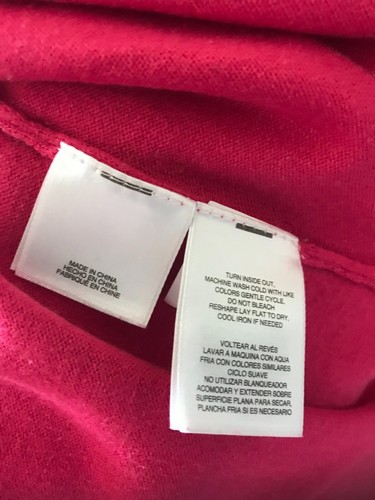 MADE IN CHINA
HECHO EN CHINA
FABRIQUÉ EN CHINE
TURN INSIDE OUT,
MACHINE WASH COLD WITH LIKE
COLORS GENTLE CYCLE.
DO NOT BLEACH
RESHAPE LAY FLAT TO DRY.
COOL IRON IF NEEDED
VOLTEAR AL REVÉS
LAVAR A MAQUINA CON AQUA
FRIA CON COLORES SIMILARES
CICLO SUAVE
NO UTILIZAR BLANQUEADOR
ACOMODAR Y EXTENDER SOBRE
SUPERFICIE PLANA PARA SECAR,
PLANCHA FRIA SI ES NECESARIO